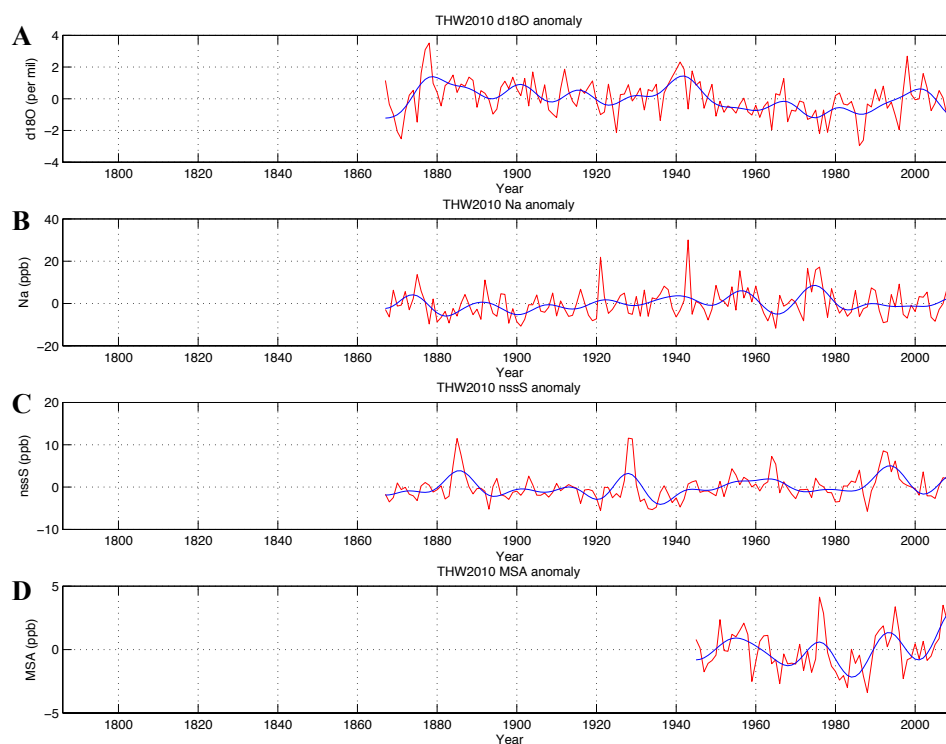 THW2010 d18O anomaly
A
4
2
0
−2
−4
d18O (per mil)
1800 1820 1840 1860 1880 1900 1920 1940 1960 1980 2000
Year
THW2010 Na anomaly
B
40
20
0
−20
Na (ppb)
1800 1820 1840 1860 1880 1900 1920 1940 1960 1980 2000
Year
THW2010 nssS anomaly
C
20
10
0
−10
nssS (ppb)
1800 1820 1840 1860 1880 1900 1920 1940 1960 1980 2000
Year
THW2010 MSA anomaly
D
5
0
−5
MSA (ppb)
1800 1820 1840 1860 1880 1900 1920 1940 1960 1980 2000
Year